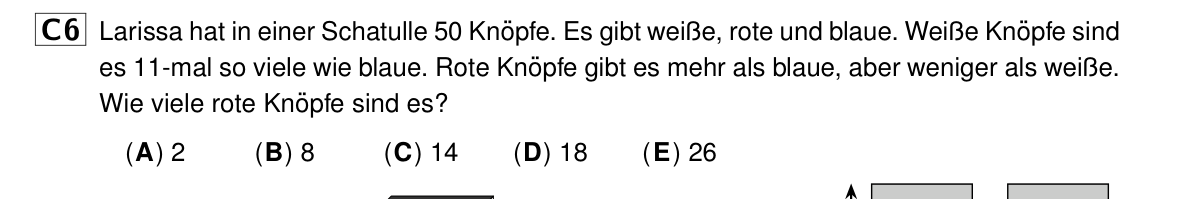 C6 Larissa hat in einer Schatulle 50 Knöpfe. Es gibt weiße, rote und blaue. Weiße Knöpfe sind
es 11-mal so viele wie blaue. Rote Knöpfe gibt es mehr als blaue, aber weniger als weiße.
Wie viele rote Knöpfe sind es?
(A) 2 (B) 8 (C) 14 (D) 18 (E) 26